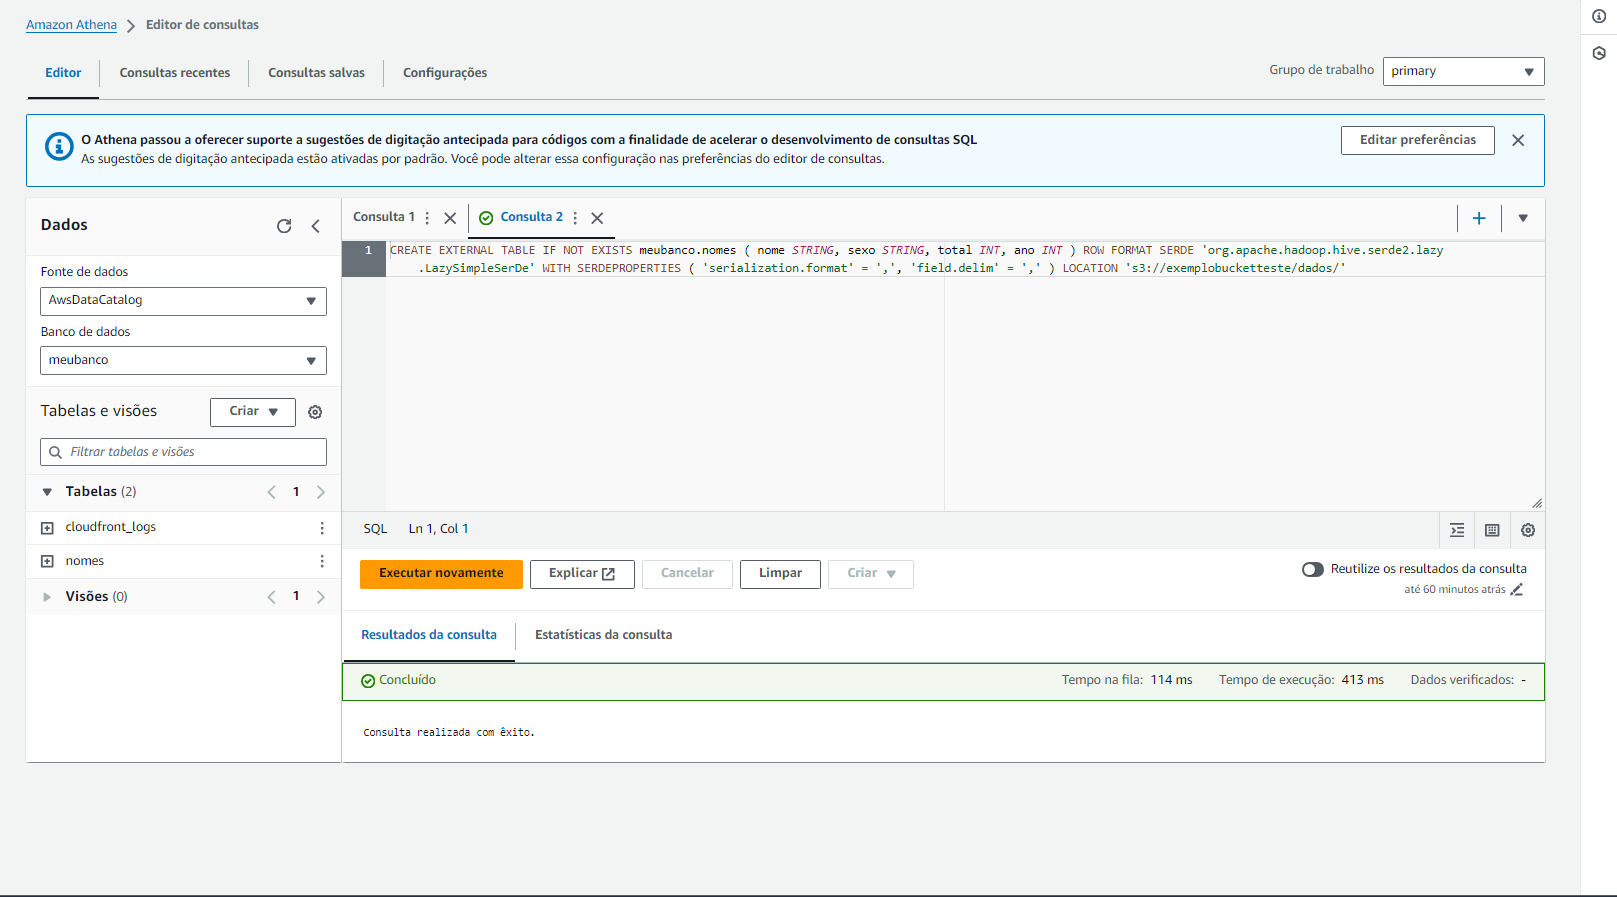 Amazon Athena > Editor de consultas
Editor
Consultas recentes
Consultas salvas
Configurações
Grupo de trabalho
primary
O Athena passou a oferecer suporte a sugestões de digitação antecipada para códigos com a finalidade de acelerar o desenvolvimento de consultas SQL
As sugestões de digitação antecipada estão ativadas por padrão. Você pode alterar essa configuração nas preferências do editor de consultas.
Editar preferências
Dados
Fonte de dados
AwsDataCatalog
Banco de dados
meubanco
Tabelas e visões
Criar
Filtrar tabelas e visões
Tabelas (2)
1
cloudfront_logs
nomes
Visões (0)
1
Consulta 1
Consulta 2
1
CREATE EXTERNAL TABLE IF NOT EXISTS meubanco.nomes ( nome STRING, sexo STRING, total INT, ano INT ) ROW FORMAT SERDE 'org.apache.hadoop.hive.serde2.lazy
.LazySimpleSerDe' WITH SERDEPROPERTIES ( 'serialization.format' = ',', 'field.delim' = ',' ) LOCATION 's3://exemplobucketteste/dados/'
SQL
Ln 1, Col 1
Executar novamente
Explicar
Cancelar
Limpar
Criar
Reutilize os resultados da consulta
até 60 minutos atrás
Resultados da consulta
Estatísticas da consulta
Concluído
Tempo na fila: 114 ms
Tempo de execução: 413 ms
Dados verificados: -
Consulta realizada com êxito.